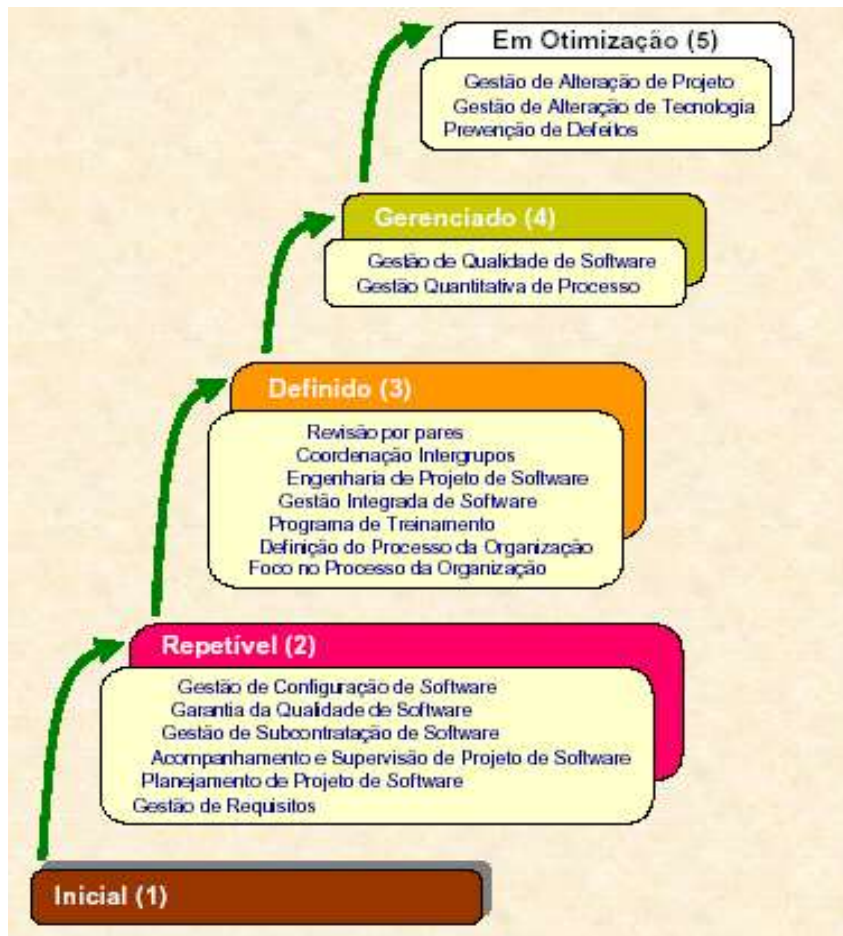 Em Otimização (5)
Gestão de Alteração de Projeto
Gestão de Alteração de Tecnologia
Prevenção de Defeitos
Gerenciado (4)
Gestão de Qualidade de Software
Gestão Quantitativa de Processo
Definido (3)
Revisão por pares
Coordenação Intergrupos
Engenharia de Projeto de Software
Gestão Integrada de Software
Programa de Treinamento
Definição do Processo da Organização
Foco no Processo da Organização
Repetível (2)
Gestão de Configuração de Software
Garantia da Qualidade de Software
Gestão de Subcontratação de Software
Acompanhamento e Supervisão de Projeto de Software
Planejamento de Projeto de Software
Gestão de Requisitos
Inicial (1)